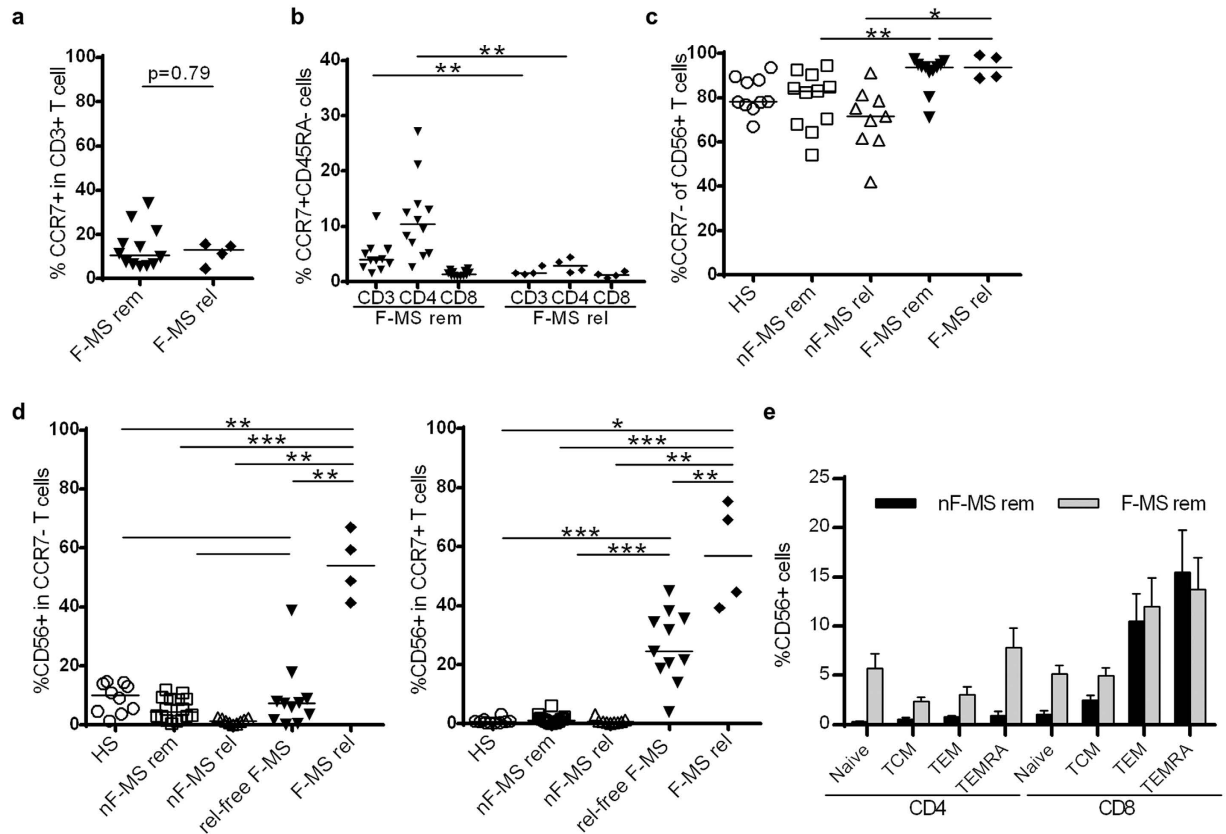 a
% CCR7+ in CD3+ T cell
100
80
60
40
20
0
p=0.79
F-MS rem
F-MS rel
b
% CCR7+CD45RA- cells
40
30
20
10
0
**
**
CD3 CD4 CD8
F-MS rem
CD3 CD4 CD8
F-MS rel
c
%CCR7- of CD56+ T cells
100
80
60
40
20
0
*
**
HS
nF-MS rem
nF-MS rel
F-MS rem
F-MS rel
d
%CD56+ in CCR7- T cells
100
80
60
40
20
0
**
***
**
**
HS
nF-MS rem
nF-MS rel
rel-free F-MS
F-MS rel
%CD56+ in CCR7+ T cells
100
80
60
40
20
0
*
***
**
**
***
***
HS
nF-MS rem
nF-MS rel
rel-free F-MS
F-MS rel
e
%CD56+ cells
25
20
15
10
5
0
nF-MS rem
F-MS rem
Naive
TCM
TEM
TEMRA
Naive
TCM
TEM
TEMRA
CD4
CD8